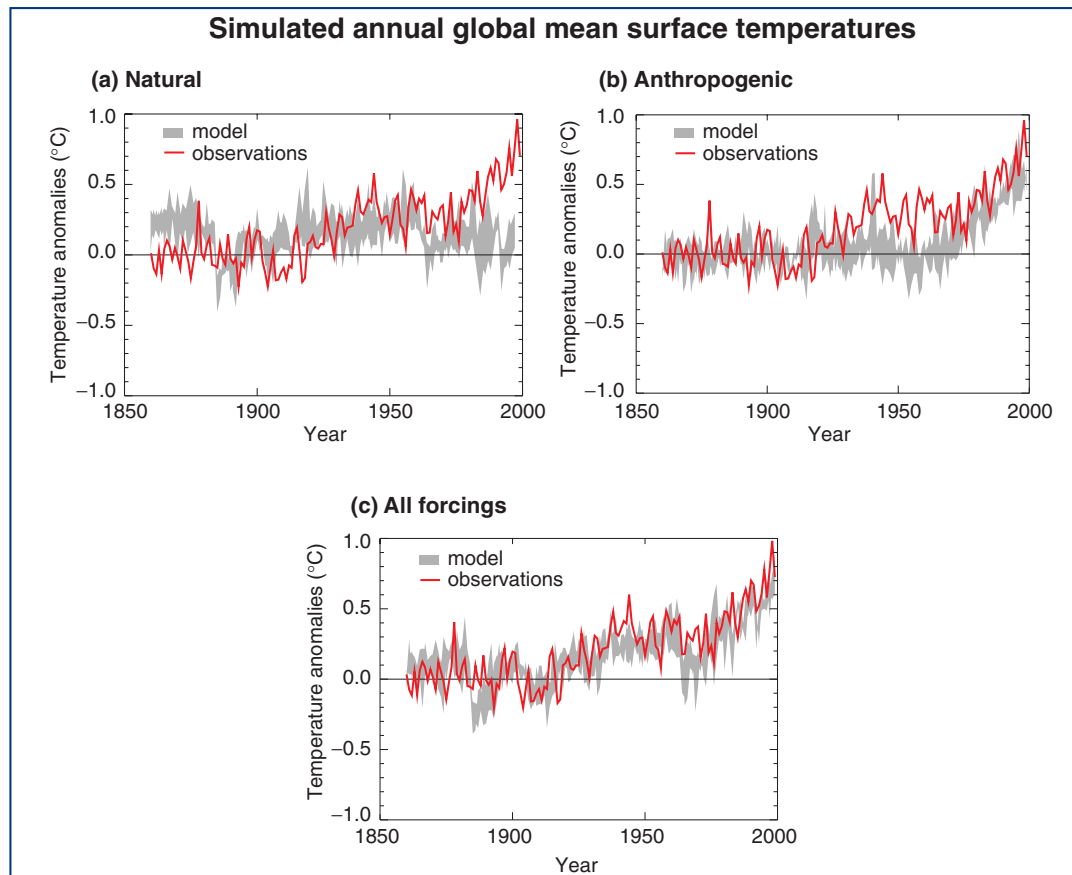 Simulated annual global mean surface temperatures
(a) Natural
Temperature anomalies (°C)
1.0
0.5
0.0
−0.5
−1.0
model
observations
1850
1900
1950
2000
Year
(b) Anthropogenic
Temperature anomalies (°C)
1.0
0.5
0.0
−0.5
−1.0
model
observations
1850
1900
1950
2000
Year
(c) All forcings
Temperature anomalies (°C)
1.0
0.5
0.0
−0.5
−1.0
model
observations
1850
1900
1950
2000
Year